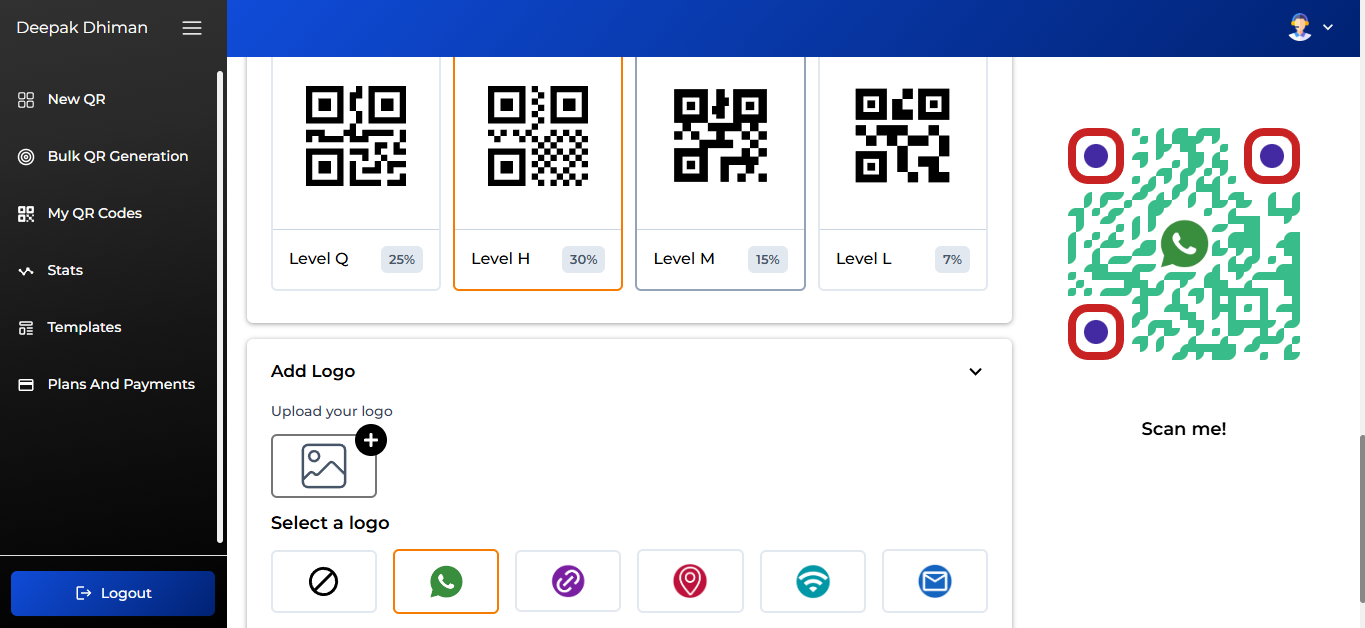 Deepak Dhiman
New QR
Bulk QR Generation
My QR Codes
Stats
Templates
Plans And Payments
Logout
Level Q 25%
Level H 30%
Level M 15%
Level L 7%
Add Logo
Upload your logo
Select a logo
Scan me!